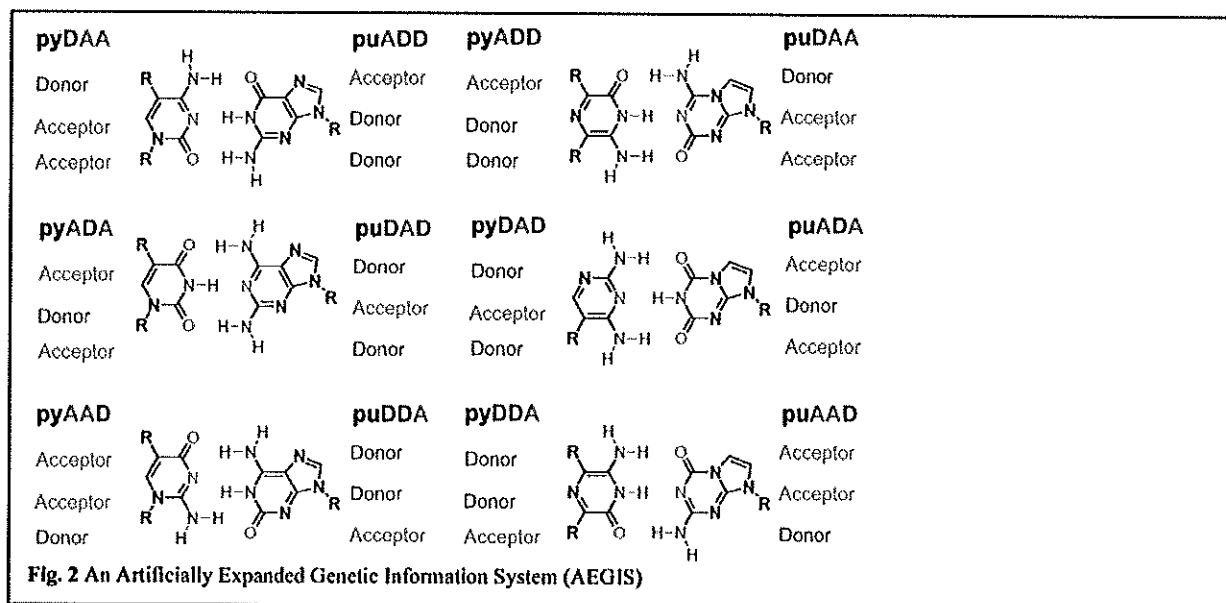 pyDAA puADD pyADD puDAA
Donor Acceptor Acceptor Donor
Acceptor Donor Donor Acceptor
Acceptor Donor Donor Acceptor
R H N H N N O R O N H N N N N R H N H
R O N N H R N H H H N H N N N O N N R
pyADA puDAD pyDAD puADA
Acceptor Donor Donor Acceptor
Donor Acceptor Acceptor Donor
Acceptor Donor Donor Acceptor
R O N H N O R H N H N N N N R N H H
N H N N R N H H O N H N N O N R
pyAAD puDDA pyDDA puAAD
Acceptor Donor Donor Acceptor
Acceptor Donor Donor Acceptor
Donor Acceptor Acceptor Donor
R O N N R N H H H N H H N N N O N R
R N H H N H N R O O N N N N R H N H
Fig. 2 An Artificially Expanded Genetic Information System (AEGIS)